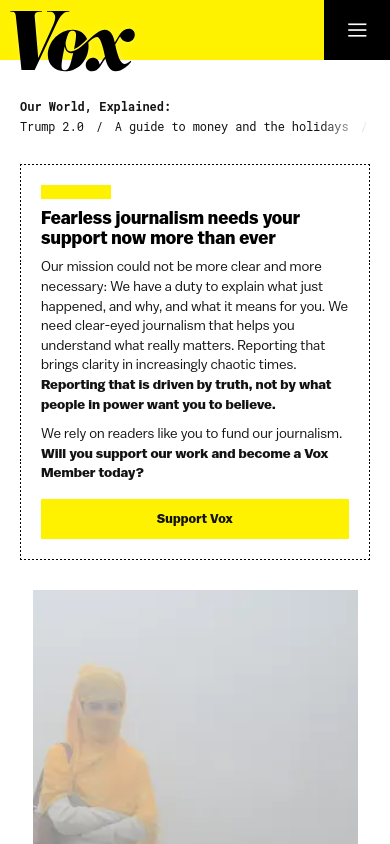 Vox
Our World, Explained:
Trump 2.0 / A guide to money and the holidays /
Fearless journalism needs your
support now more than ever
Our mission could not be more clear and more
necessary: We have a duty to explain what just
happened, and why, and what it means for you. We
need clear-eyed journalism that helps you
understand what really matters. Reporting that
brings clarity in increasingly chaotic times.
Reporting that is driven by truth, not by what
people in power want you to believe.
We rely on readers like you to fund our journalism.
Will you support our work and become a Vox
Member today?
Support Vox